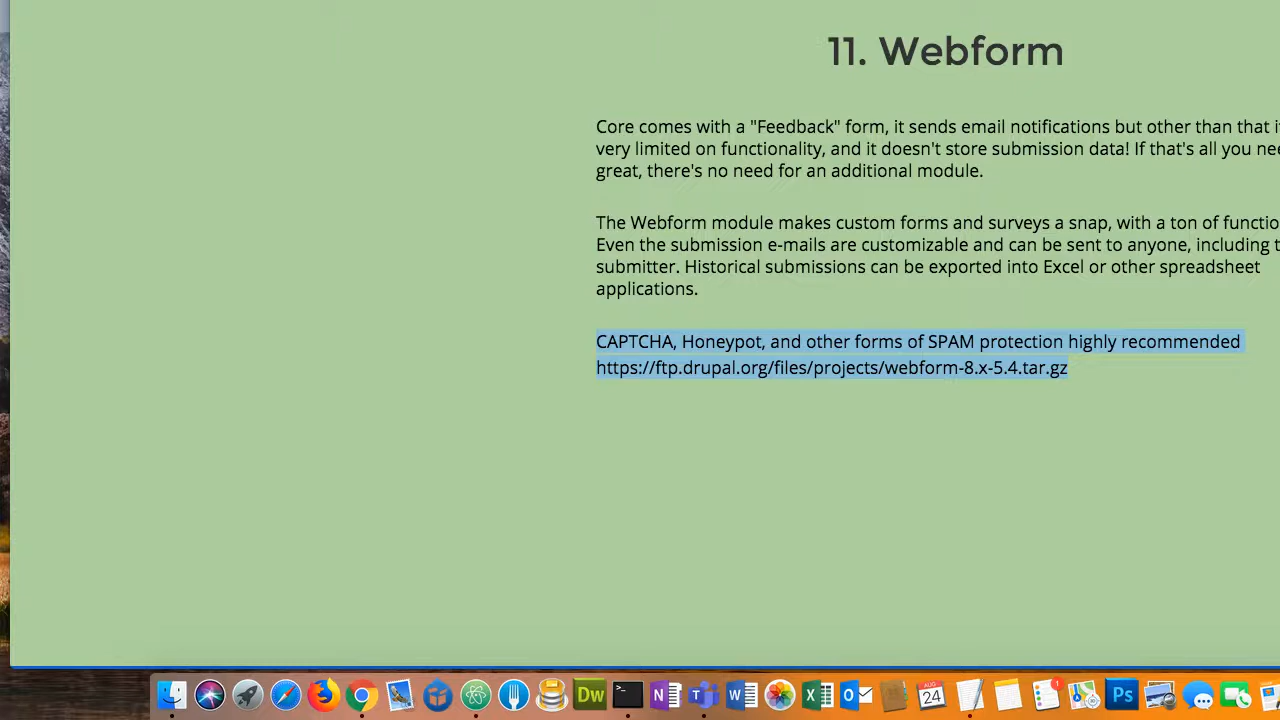 11. Webform
Core comes with a "Feedback" form, it sends email notifications but other than that
very limited on functionality, and it doesn't store submission data! If that's all you
great, there's no need for an additional module.
The Webform module makes custom forms and surveys a snap, with a ton of
Even the submission e-mails are customizable and can be sent to anyone, including
submitter. Historical submissions can be exported into Excel or other spreadsheet
applications.
CAPTCHA, Honeypot, and other forms of SPAM protection highly recommended
https://ftp.drupal.org/files/projects/webform-8.x-5.4.tar.gz
Dw
N
T
W
X
O
AUG
24
1
Ps